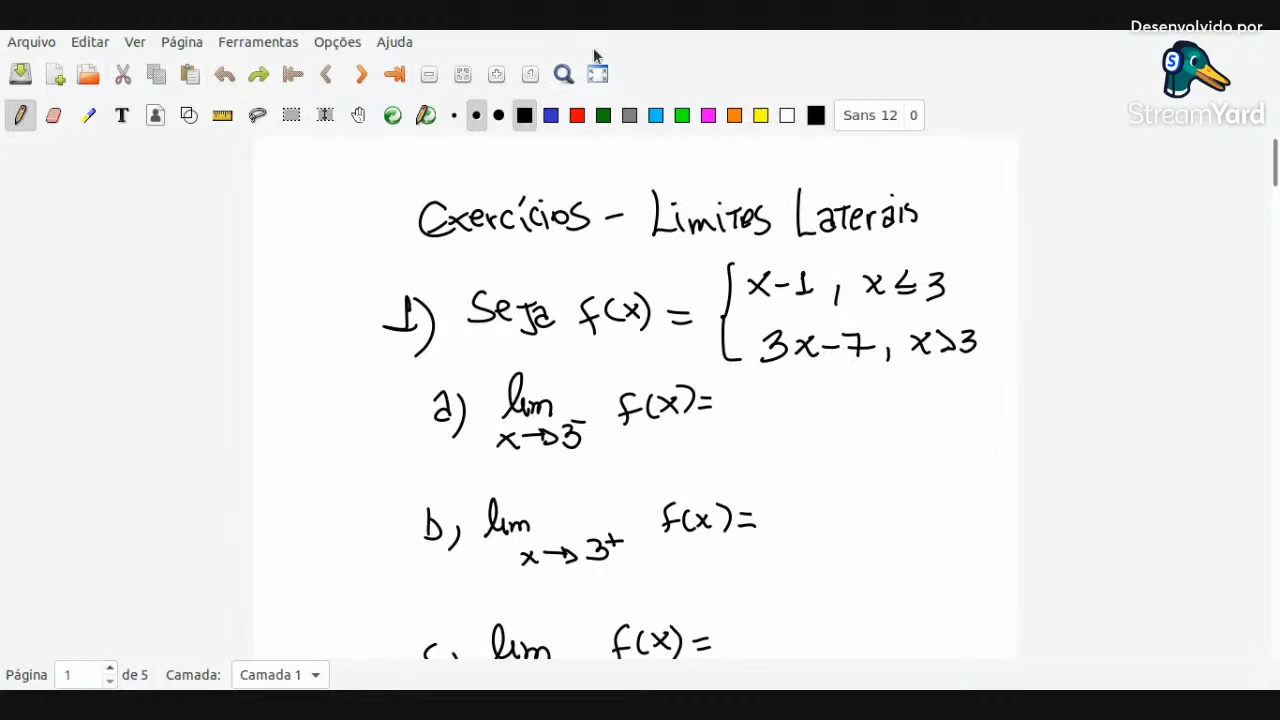 Desenvolvido por
StreamYard
Arquivo Editar Ver Página Ferramentas Opções Ajuda
Sans 12 0
Exercícios - Limites Laterais
1) Seja f(x) = { x-1 , x ≤ 3
3x-7, x>3
a) lim f(x)=
x→3⁻
b) lim f(x)=
x→3⁺
c) lim f(x)=
Página 1 de 5 Camada: Camada 1